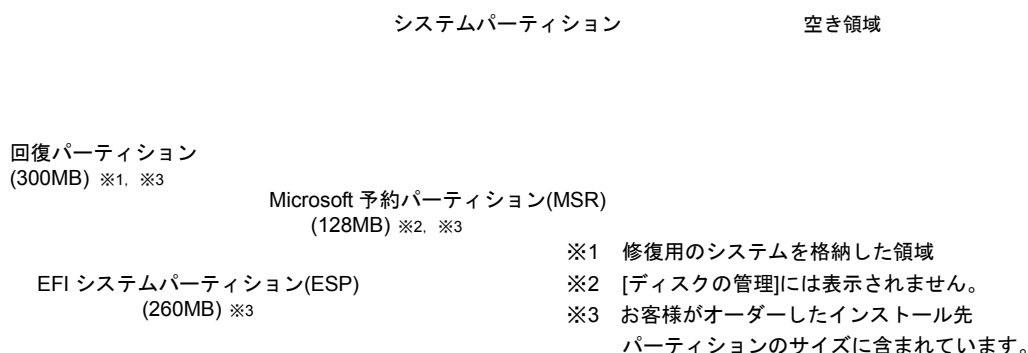 システムパーティション 空き領域
回復パーティション
(300MB) ※1, ※3
Microsoft 予約パーティション(MSR)
(128MB) ※2, ※3
EFI システムパーティション(ESP)
(260MB) ※3
※1 修復用のシステムを格納した領域
※2 [ディスクの管理]には表示されません。
※3 お客様がオーダーしたインストール先
パーティションのサイズに含まれています。